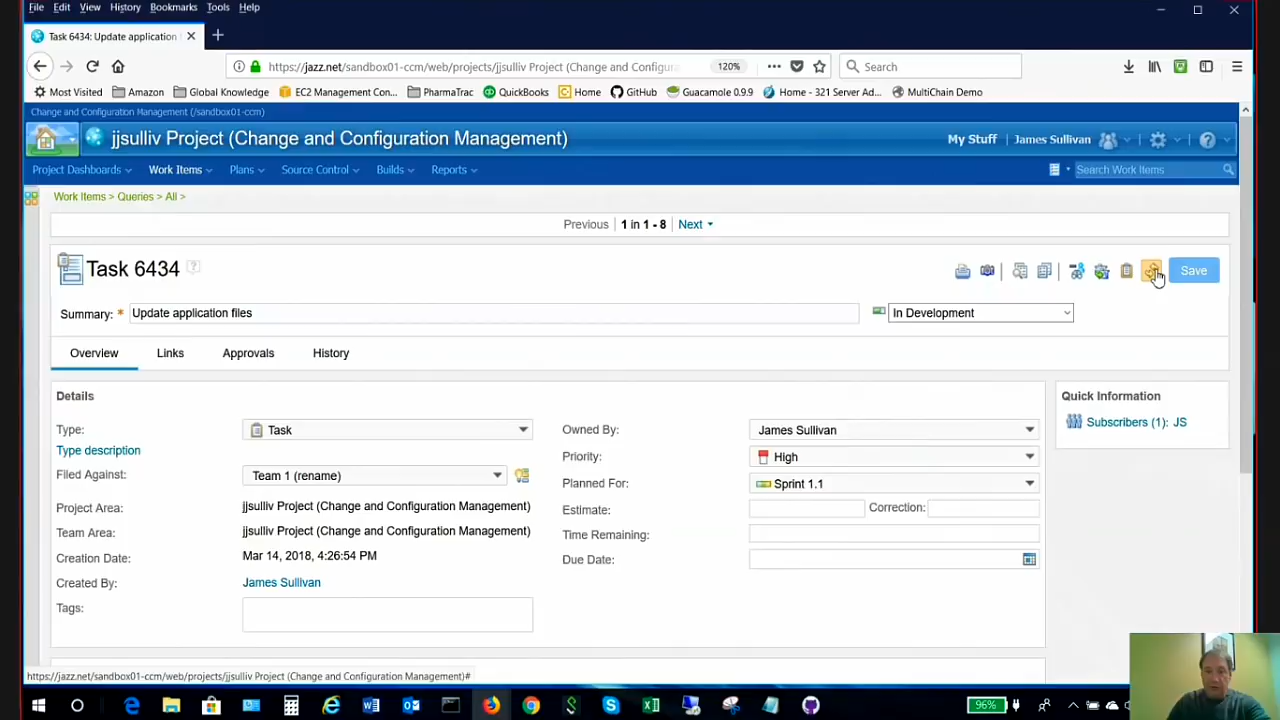 File Edit View History Bookmarks Tools Help
Task 6434: Update application
https://jazz.net/sandbox01-ccm/web/projects/jjsulliv Project (Change and Configura 120% Search
Most Visited Amazon Global Knowledge EC2 Management Con... PharmaTrac QuickBooks Home GitHub Guacamole 0.9.9 Home - 321 Server Ad... MultiChain Demo
Change and Configuration Management (/sandbox01-ccm)
jjsulliv Project (Change and Configuration Management) My Stuff James Sullivan
Project Dashboards Work Items Plans Source Control Builds Reports Search Work Items
Work Items > Queries > All >
Previous 1 in 1 - 8 Next
Task 6434 ? Save
Summary: * Update application files In Development
Overview Links Approvals History
Details Quick Information
Type: Task Owned By: James Sullivan Subscribers (1): JS
Type description Priority: High
Filed Against: Team 1 (rename) Planned For: Sprint 1.1
Project Area: jjsulliv Project (Change and Configuration Management) Estimate: Correction:
Team Area: jjsulliv Project (Change and Configuration Management) Time Remaining:
Creation Date: Mar 14, 2018, 4:26:54 PM Due Date:
Created By: James Sullivan
Tags:
https://jazz.net/sandbox01-ccm/web/projects/jjsulliv Project (Change and Configuration Management)#
96%